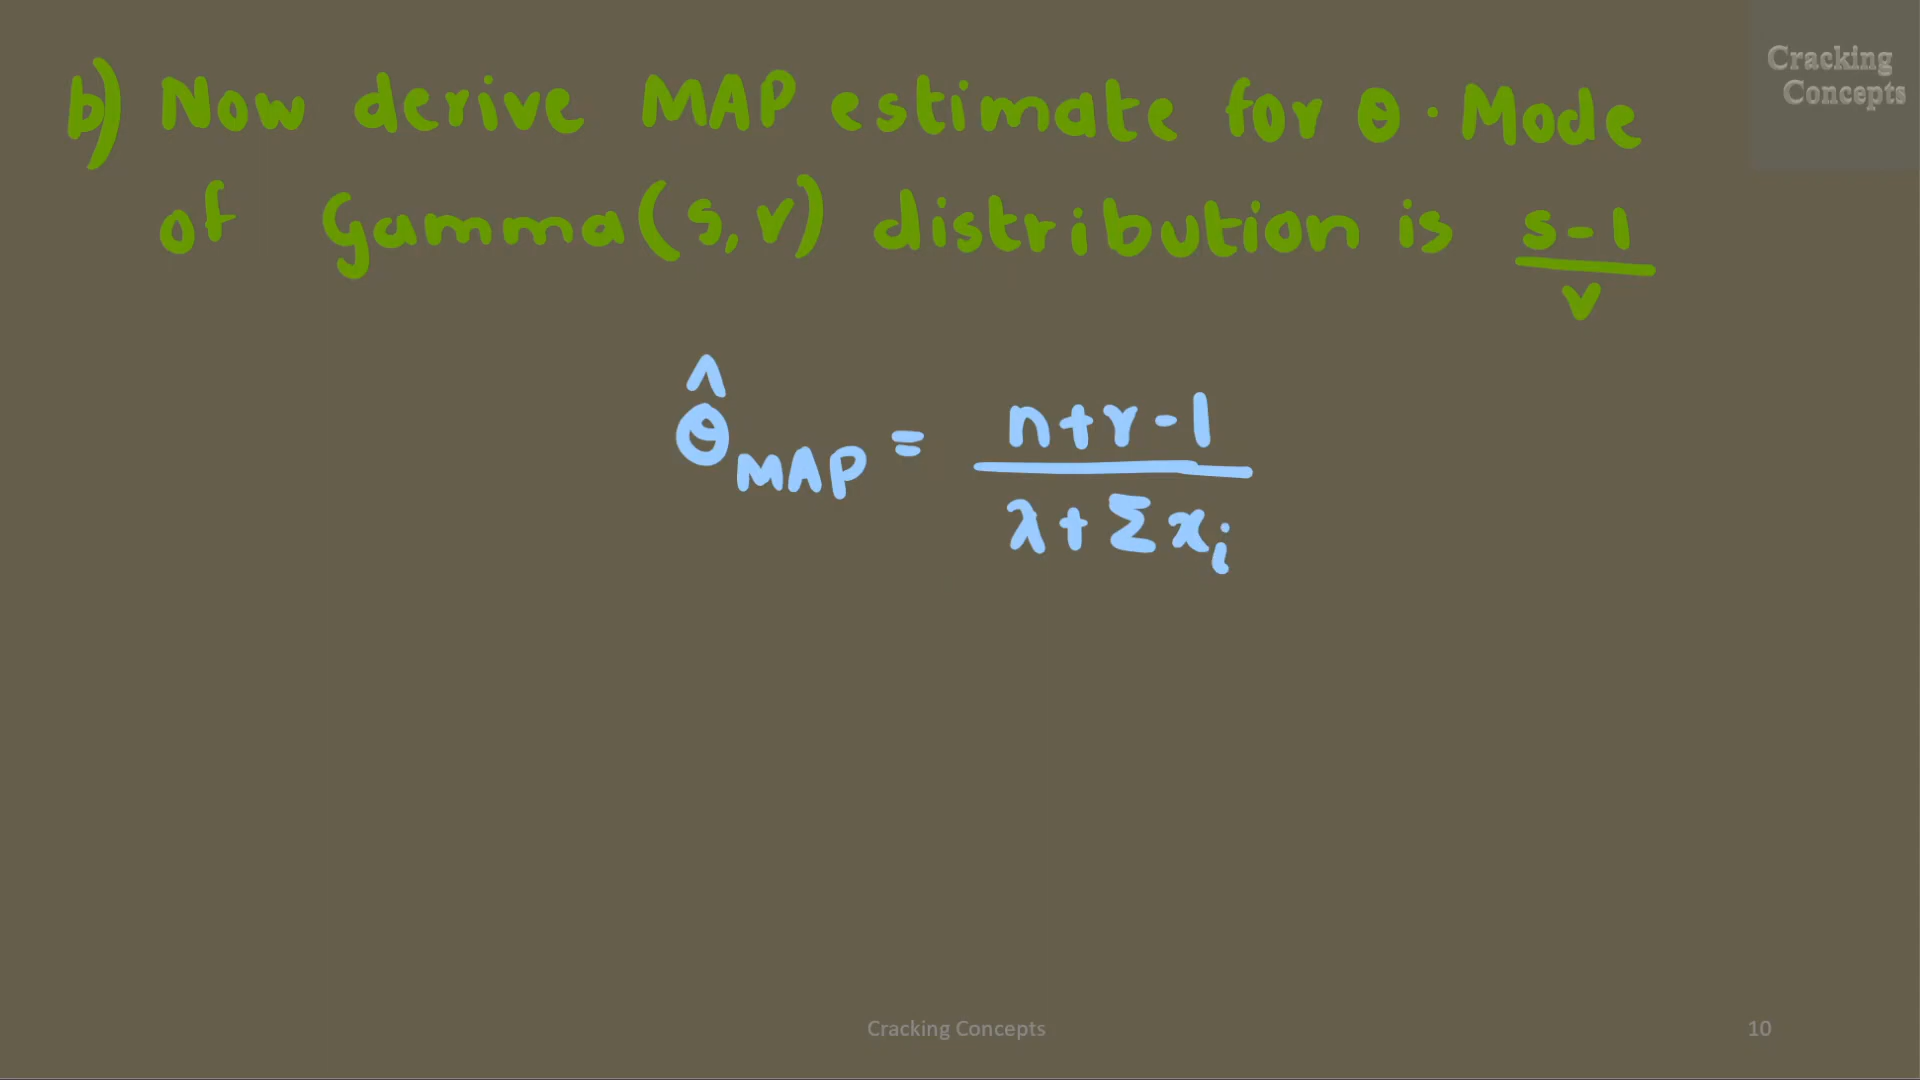 Cracking
Concepts
b) Now derive MAP estimate for θ. Mode
of Gamma(s,v) distribution is s-1
v
^
θ MAP = n+r-1
λ+Σxi
Cracking Concepts
10